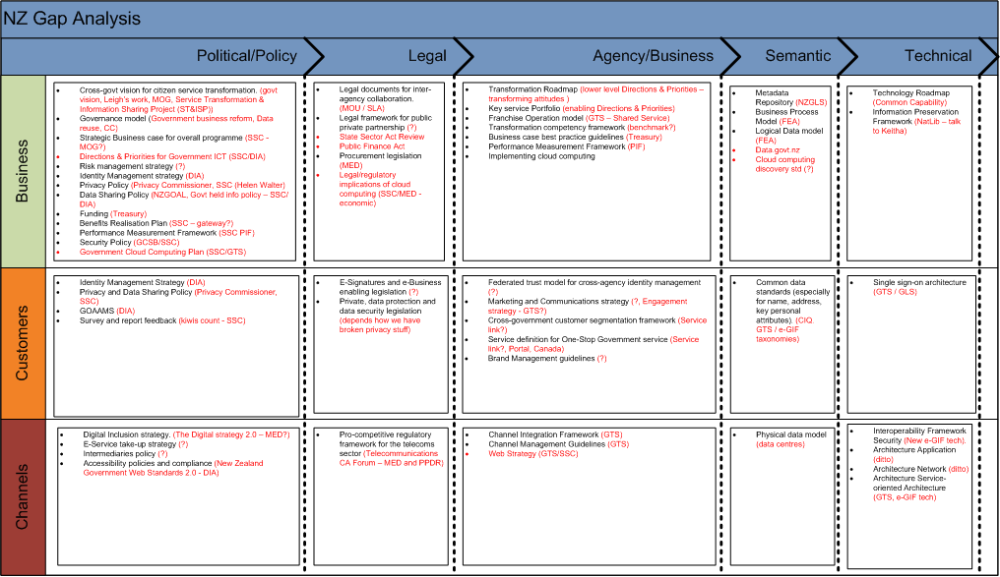 NZ Gap Analysis
Political/Policy
Legal
Agency/Business
Semantic
Technical
Business
Cross-govt vision for citizen service transformation. (govt
vision, Leigh's work, MOG, Service Transformation &
Information Sharing Project (ST&ISP))
Governance model (Government business reform, Data
reuse, CC)
Strategic Business case for overall programme (SSC -
MOG?)
Directions & Priorities for Government ICT (SSC/DIA)
Risk management strategy (?)
Identity Management strategy (DIA)
Privacy Policy (Privacy Commissioner, SSC (Helen Walter)
Data Sharing Policy (NZGOAL, Govt held info policy – SSC/
DIA)
Funding (Treasury)
Benefits Realisation Plan (SSC – gateway?)
Performance Measurement Framework (SSC PIF)
Security Policy (GCSB/SSC)
Government Cloud Computing Plan (SSC/GTS)
Legal documents for inter-
agency collaboration.
(MOU / SLA)
Legal framework for public
private partnership (?)
State Sector Act Review
Public Finance Act
Procurement legislation
(MED)
Legal/regulatory
implications of cloud
computing (SSC/MED -
economic)
Transformation Roadmap (lower level Directions & Priorities –
transforming attitudes )
Key service Portfolio (enabling Directions & Priorities)
Franchise Operation model (GTS – Shared Service)
Transformation competency framework (benchmark?)
Business case best practice guidelines (Treasury)
Performance Measurement Framework (PIF)
Implementing cloud computing
Metadata
Repository (NZGLS)
Business Process
Model (FEA)
Logical Data model
(FEA)
Data govt.nz
Cloud computing
discovery std (?)
Technology Roadmap
(Common Capability)
Information Preservation
Framework (NatLib – talk
to Keitha)
Customers
Identity Management Strategy (DIA)
Privacy and Data Sharing Policy (Privacy Commissioner,
SSC)
GOAAMS (DIA)
Survey and report feedback (kiwis count - SSC)
E-Signatures and e-Business
enabling legislation (?)
Private, data protection and
data security legislation
(depends how we have
broken privacy stuff)
Federated trust model for cross-agency identity management
(?)
Marketing and Communications strategy (?, Engagement
strategy - GTS?)
Cross-government customer segmentation framework (Service
link?)
Service definition for One-Stop Government service (Service
link?, Portal, Canada)
Brand Management guidelines (?)
Common data
standards (especially
for name, address,
key personal
attributes). (CIQ,
GTS / e-GIF
taxonomies)
Single sign-on architecture
(GTS / GLS)
Channels
Digital Inclusion strategy. (The Digital strategy 2.0 – MED?)
E-Service take-up strategy (?)
Intermediaries policy (?)
Accessibility policies and compliance (New Zealand
Government Web Standards 2.0 - DIA)
Pro-competitive regulatory
framework for the telecoms
sector (Telecommunications
CA Forum – MED and PPDR)
Channel Integration Framework (GTS)
Channel Management Guidelines (GTS)
Web Strategy (GTS/SSC)
Physical data model
(data centres)
Interoperability Framework
Security (New e-GIF tech).
Architecture Application
(ditto)
Architecture Network (ditto)
Architecture Service-
oriented Architecture
(GTS, e-GIF tech)